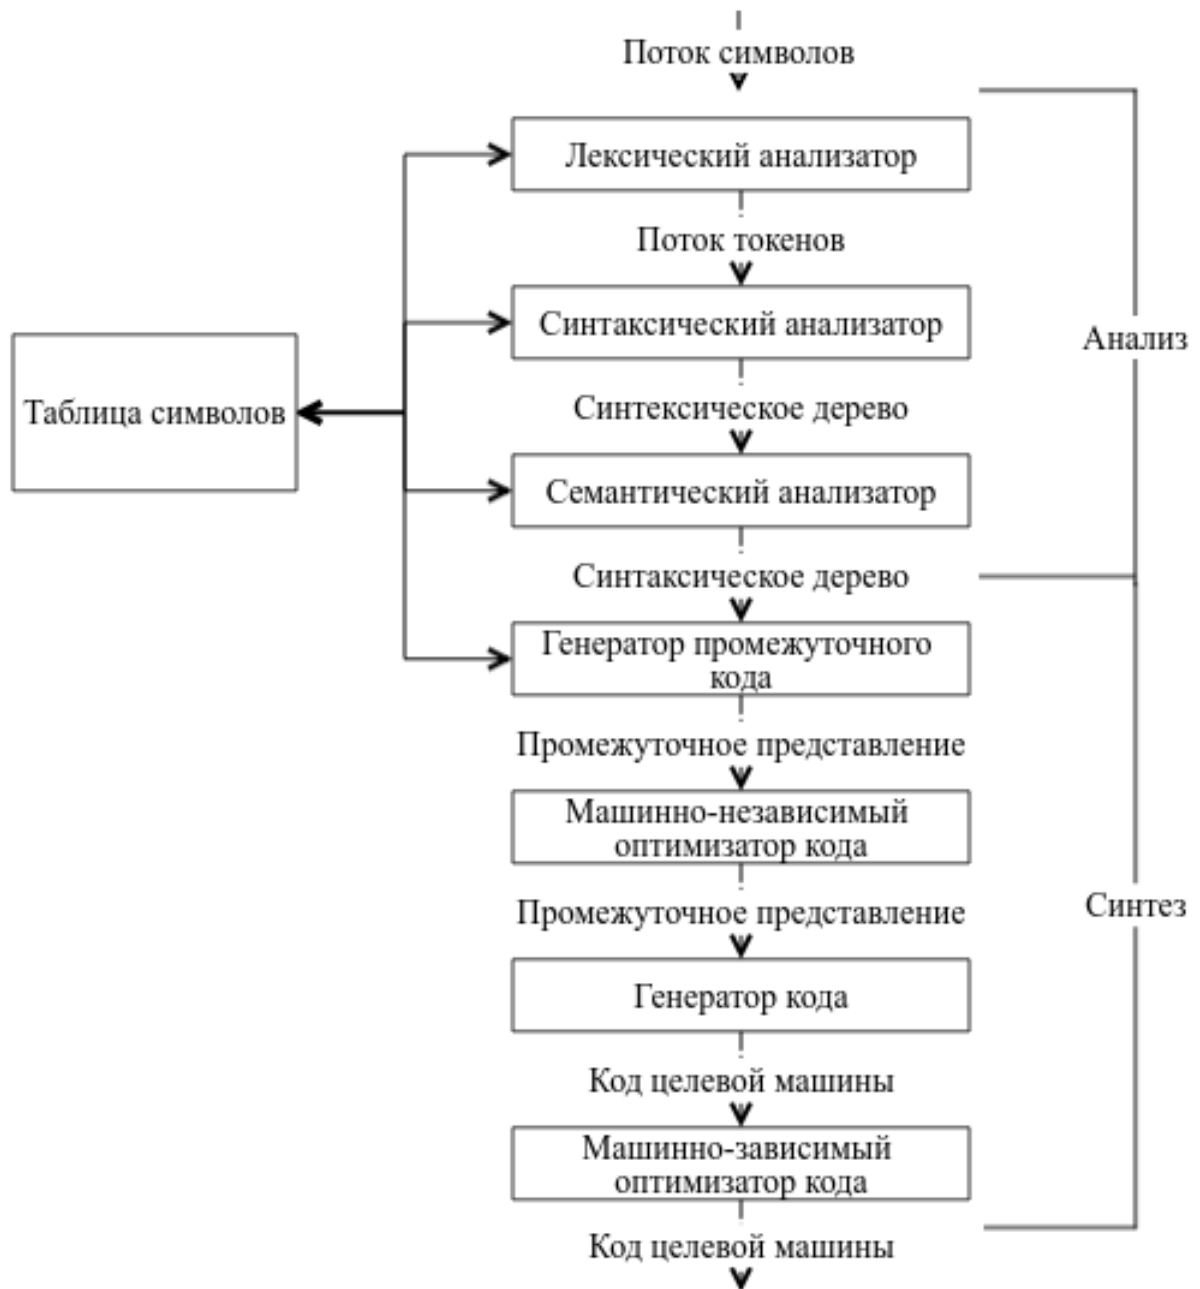 Поток символов
Лексический анализатор
Поток токенов
Синтаксический анализатор
Анализ
Синтексическое дерево
Таблица символов
Семантический анализатор
Синтаксическое дерево
Генератор промежуточного
кода
Промежуточное представление
Машинно-независимый
оптимизатор кода
Промежуточное представление
Синтез
Генератор кода
Код целевой машины
Машинно-зависимый
оптимизатор кода
Код целевой машины